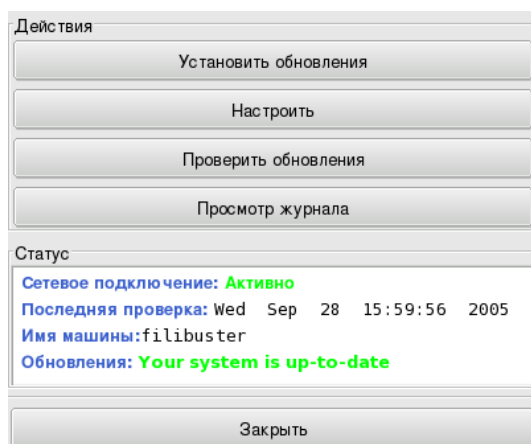 Действия
Установить обновления
Настроить
Проверить обновления
Просмотр журнала
Статус
Сетевое подключение: Активно
Последняя проверка: Wed Sep 28 15:59:56 2005
Имя машины:filibuster
Обновления: Your system is up-to-date
Закрыть